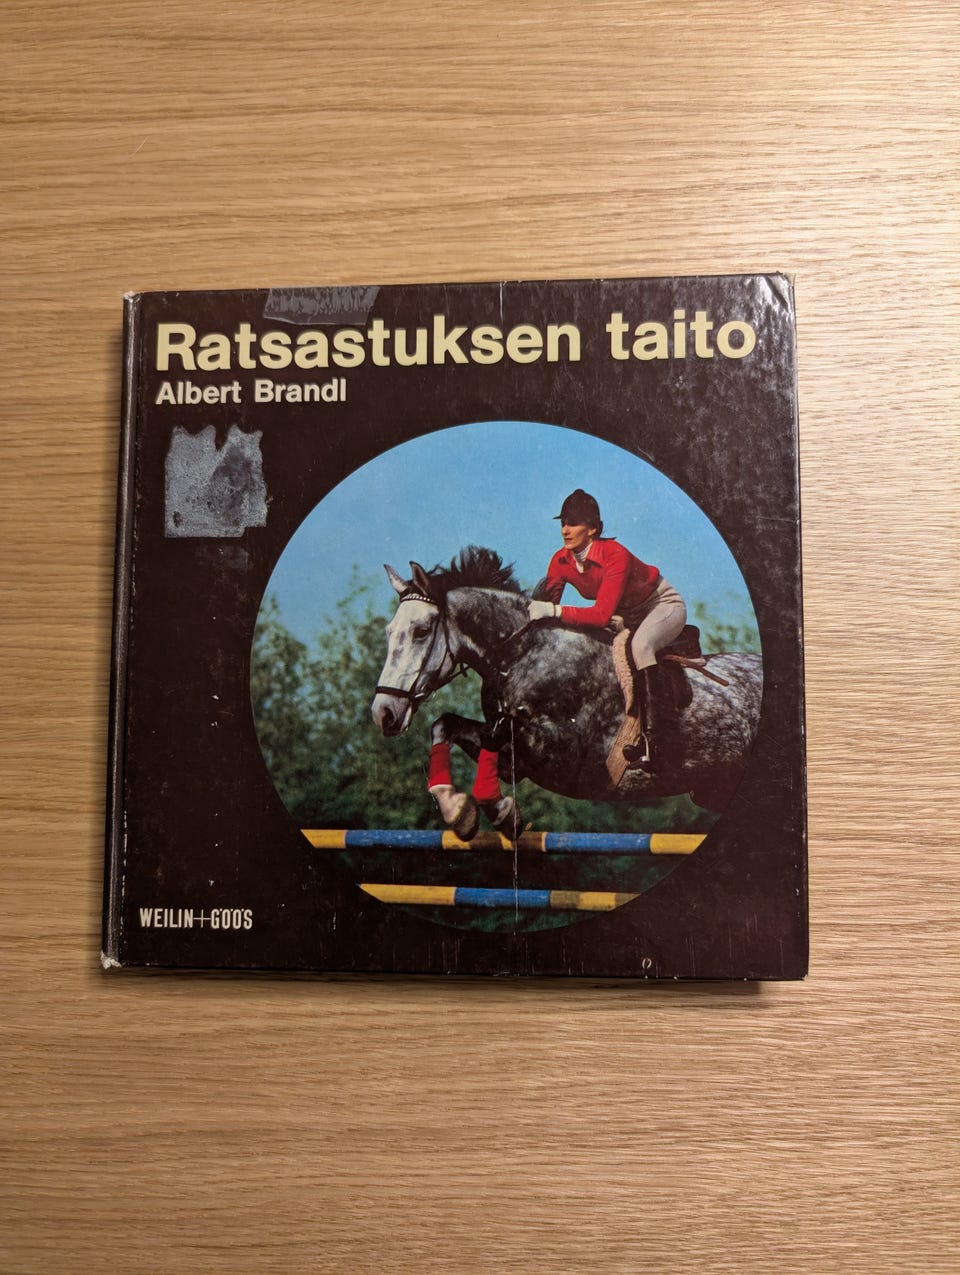 Ratsastuksen taito
Albert Brandl
WEILIN+GÖÖS